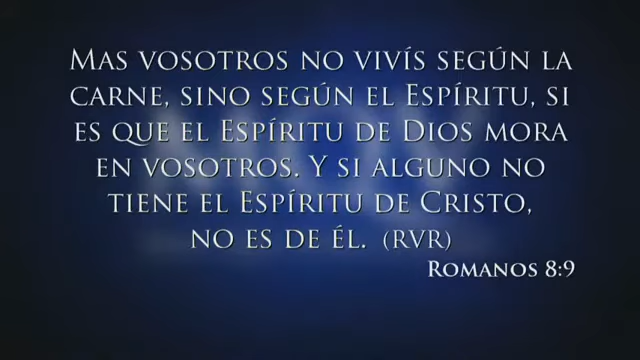 Mas vosotros no vivís según la
carne, sino según el Espíritu, si
es que el Espíritu de Dios mora
en vosotros. Y si alguno no
tiene el Espíritu de Cristo,
no es de él. (RVR)
Romanos 8:9